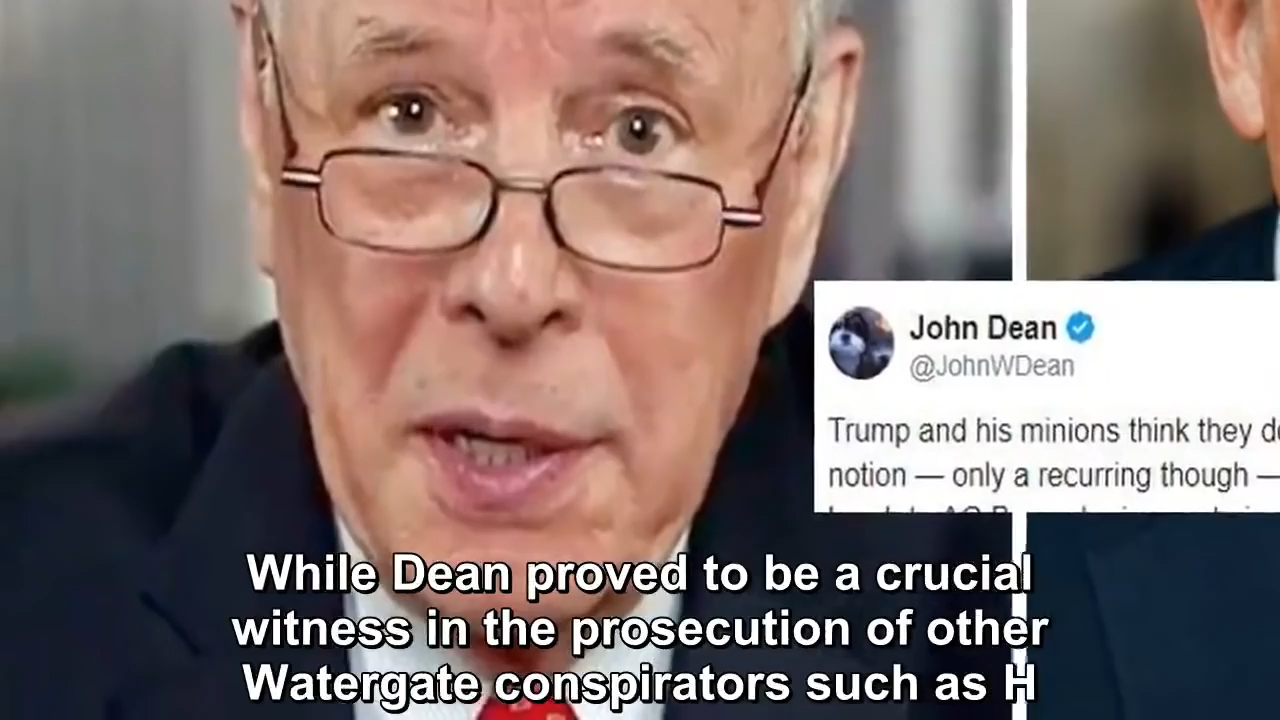 John Dean
@JohnWDean
Trump and his minions think they
notion — only a recurring though —
While Dean proved to be a crucial
witness in the prosecution of other
Watergate conspirators such as H